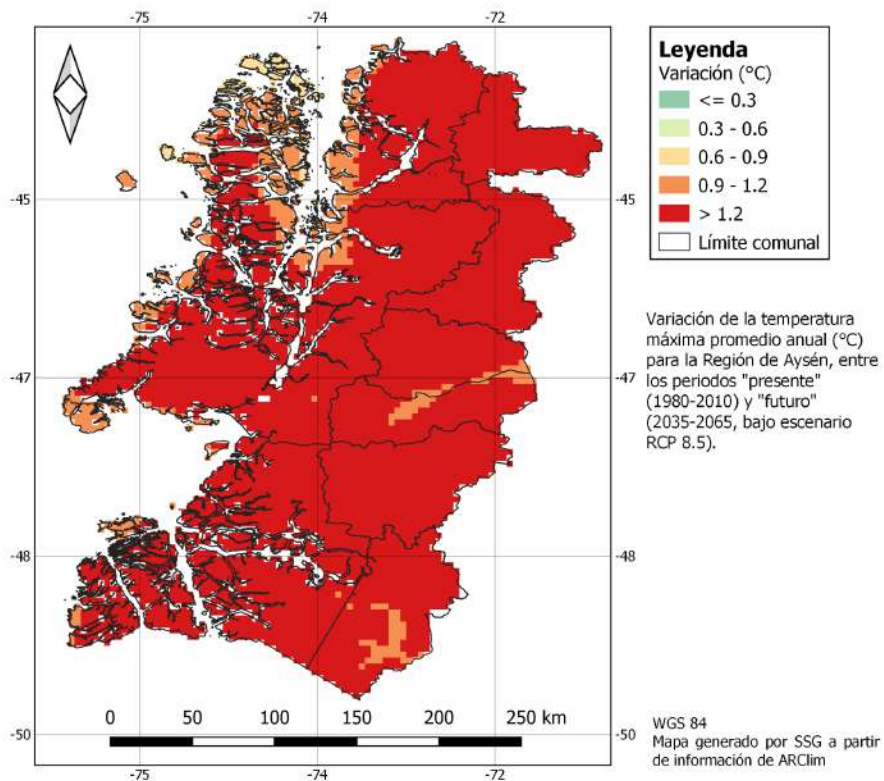 -75
-74
-72
-45
-45
-47
-47
-48
-48
-50
-50
0
50
100
150
200
250 km
-75
-74
-72
Leyenda
Variación (°C)
<= 0.3
0.3 - 0.6
0.6 - 0.9
0.9 - 1.2
> 1.2
Límite comunal
Variación de la temperatura
máxima promedio anual (°C)
para la Región de Aysén, entre
los periodos "presente"
(1980-2010) y "futuro"
(2035-2065, bajo escenario
RCP 8.5).
WGS 84
Mapa generado por SSG a partir
de información de ARClim